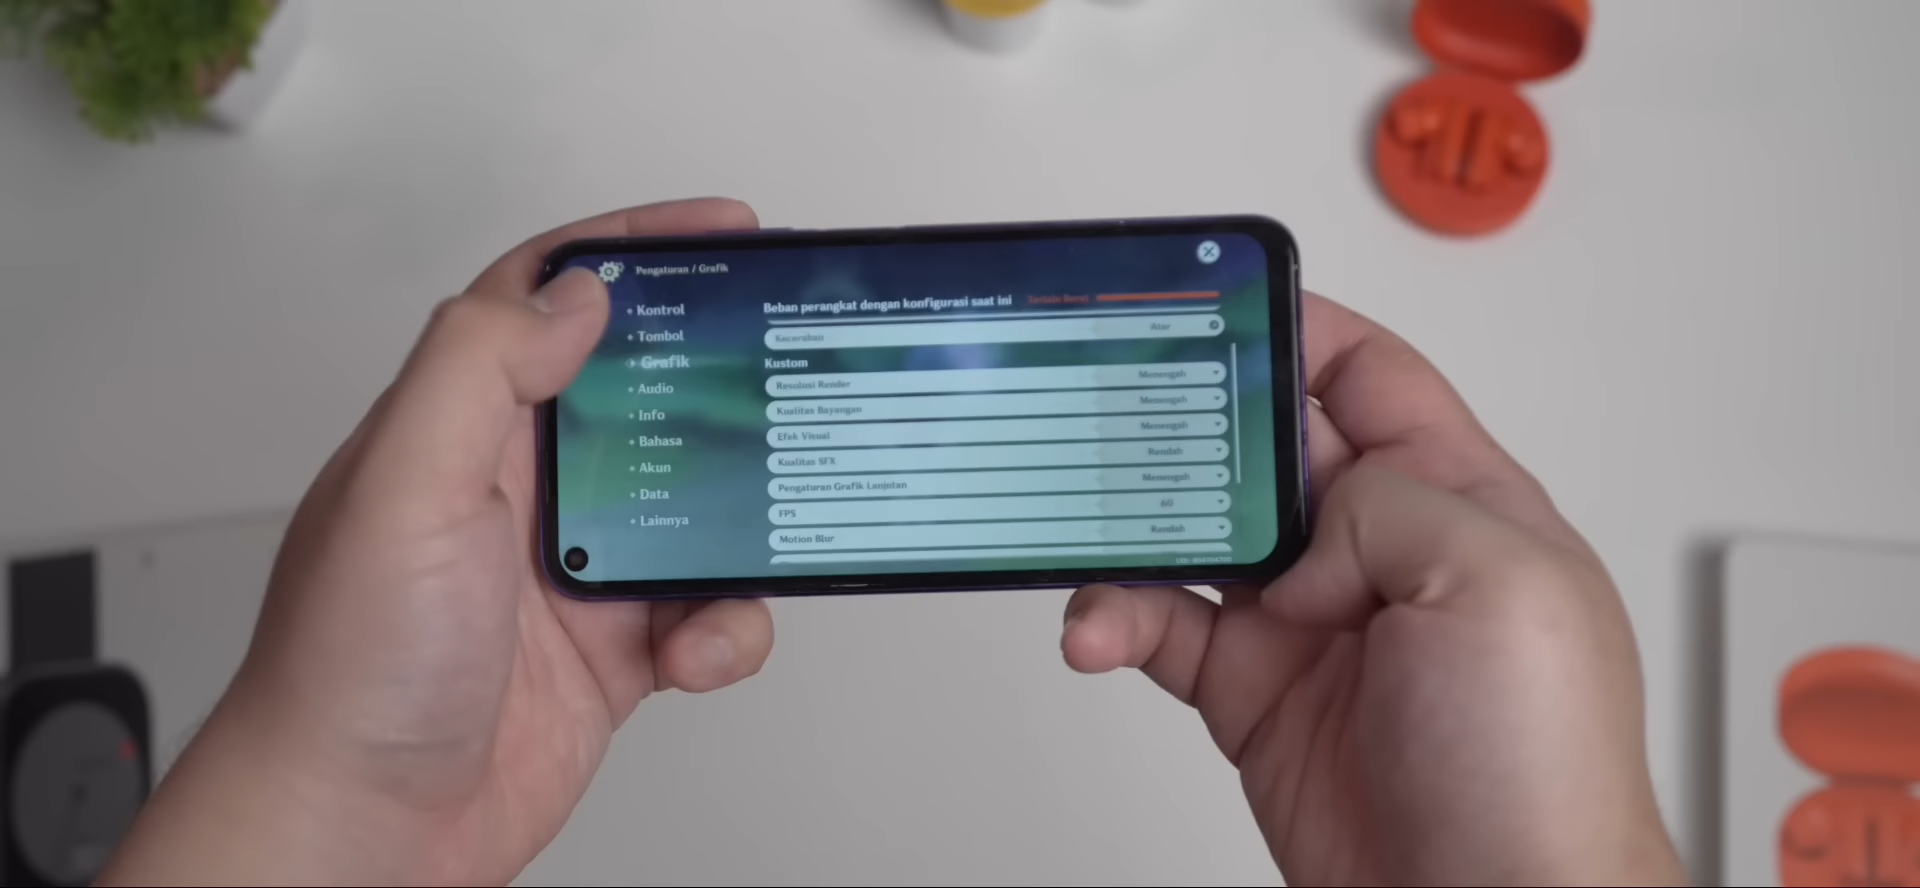 Pengaturan / Grafik
Kontrol
Tombol
Grafik
Audio
Info
Bahasa
Akun
Data
Lainnya
Beban perangkat dengan konfigurasi saat ini Terlalu Berat
Kecerahan Atur
Kustom
Resolusi Render Menengah
Kualitas Bayangan Menengah
Efek Visual Menengah
Kualitas SFX Rendah
Pengaturan Grafik Lanjutan Menengah
FPS 60
Motion Blur Rendah